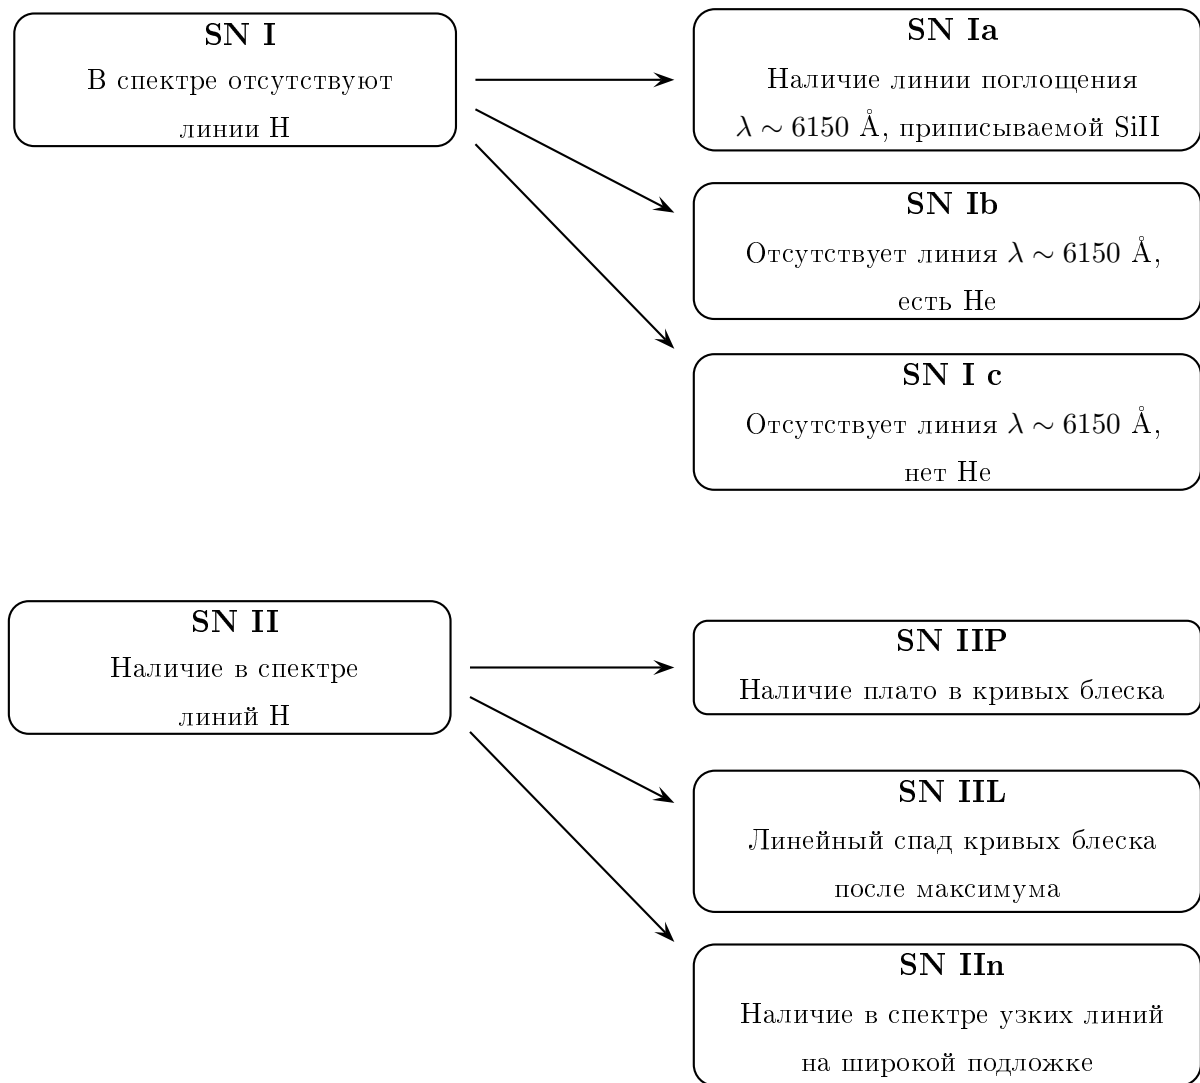 SN I
В спектре отсутствуют
линии H
SN Ia
Наличие линии поглощения
λ ∼ 6150 Å, приписываемой SiII
SN Ib
Отсутствует линия λ ∼ 6150 Å,
есть He
SN I c
Отсутствует линия λ ∼ 6150 Å,
нет He
SN II
Наличие в спектре
линий H
SN IIP
Наличие плато в кривых блеска
SN IIL
Линейный спад кривых блеска
после максимума
SN IIn
Наличие в спектре узких линий
на широкой подложке